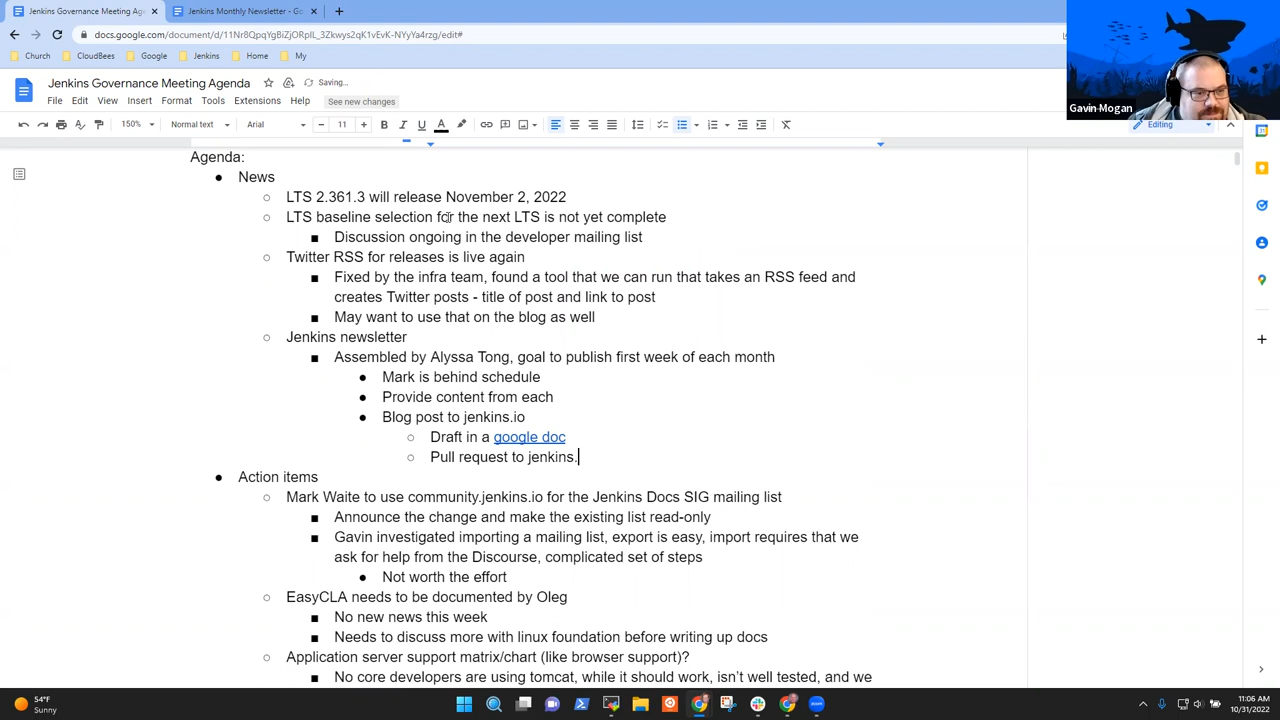 Jenkins Governance Meeting Age
Jenkins Monthly Newsletter - Go
docs.google.com/document/d/11Nr8QpqYgBiZjORpIL_3Zkwys2qK1vEvK-NYyYa4rzg/edit#
Church CloudBees Google Jenkins Home My
Jenkins Governance Meeting Agenda Saving...
File Edit View Insert Format Tools Extensions Help See new changes
Gavin Mogan
150% Normal text Arial 11 Editing
Agenda:
News
LTS 2.361.3 will release November 2, 2022
LTS baseline selection for the next LTS is not yet complete
Discussion ongoing in the developer mailing list
Twitter RSS for releases is live again
Fixed by the infra team, found a tool that we can run that takes an RSS feed and
creates Twitter posts - title of post and link to post
May want to use that on the blog as well
Jenkins newsletter
Assembled by Alyssa Tong, goal to publish first week of each month
Mark is behind schedule
Provide content from each
Blog post to jenkins.io
Draft in a google doc
Pull request to jenkins.
Action items
Mark Waite to use community.jenkins.io for the Jenkins Docs SIG mailing list
Announce the change and make the existing list read-only
Gavin investigated importing a mailing list, export is easy, import requires that we
ask for help from the Discourse, complicated set of steps
Not worth the effort
EasyCLA needs to be documented by Oleg
No new news this week
Needs to discuss more with linux foundation before writing up docs
Application server support matrix/chart (like browser support)?
No core developers are using tomcat, while it should work, isn't well tested, and we
54°F
Sunny
11:06 AM
10/31/2022